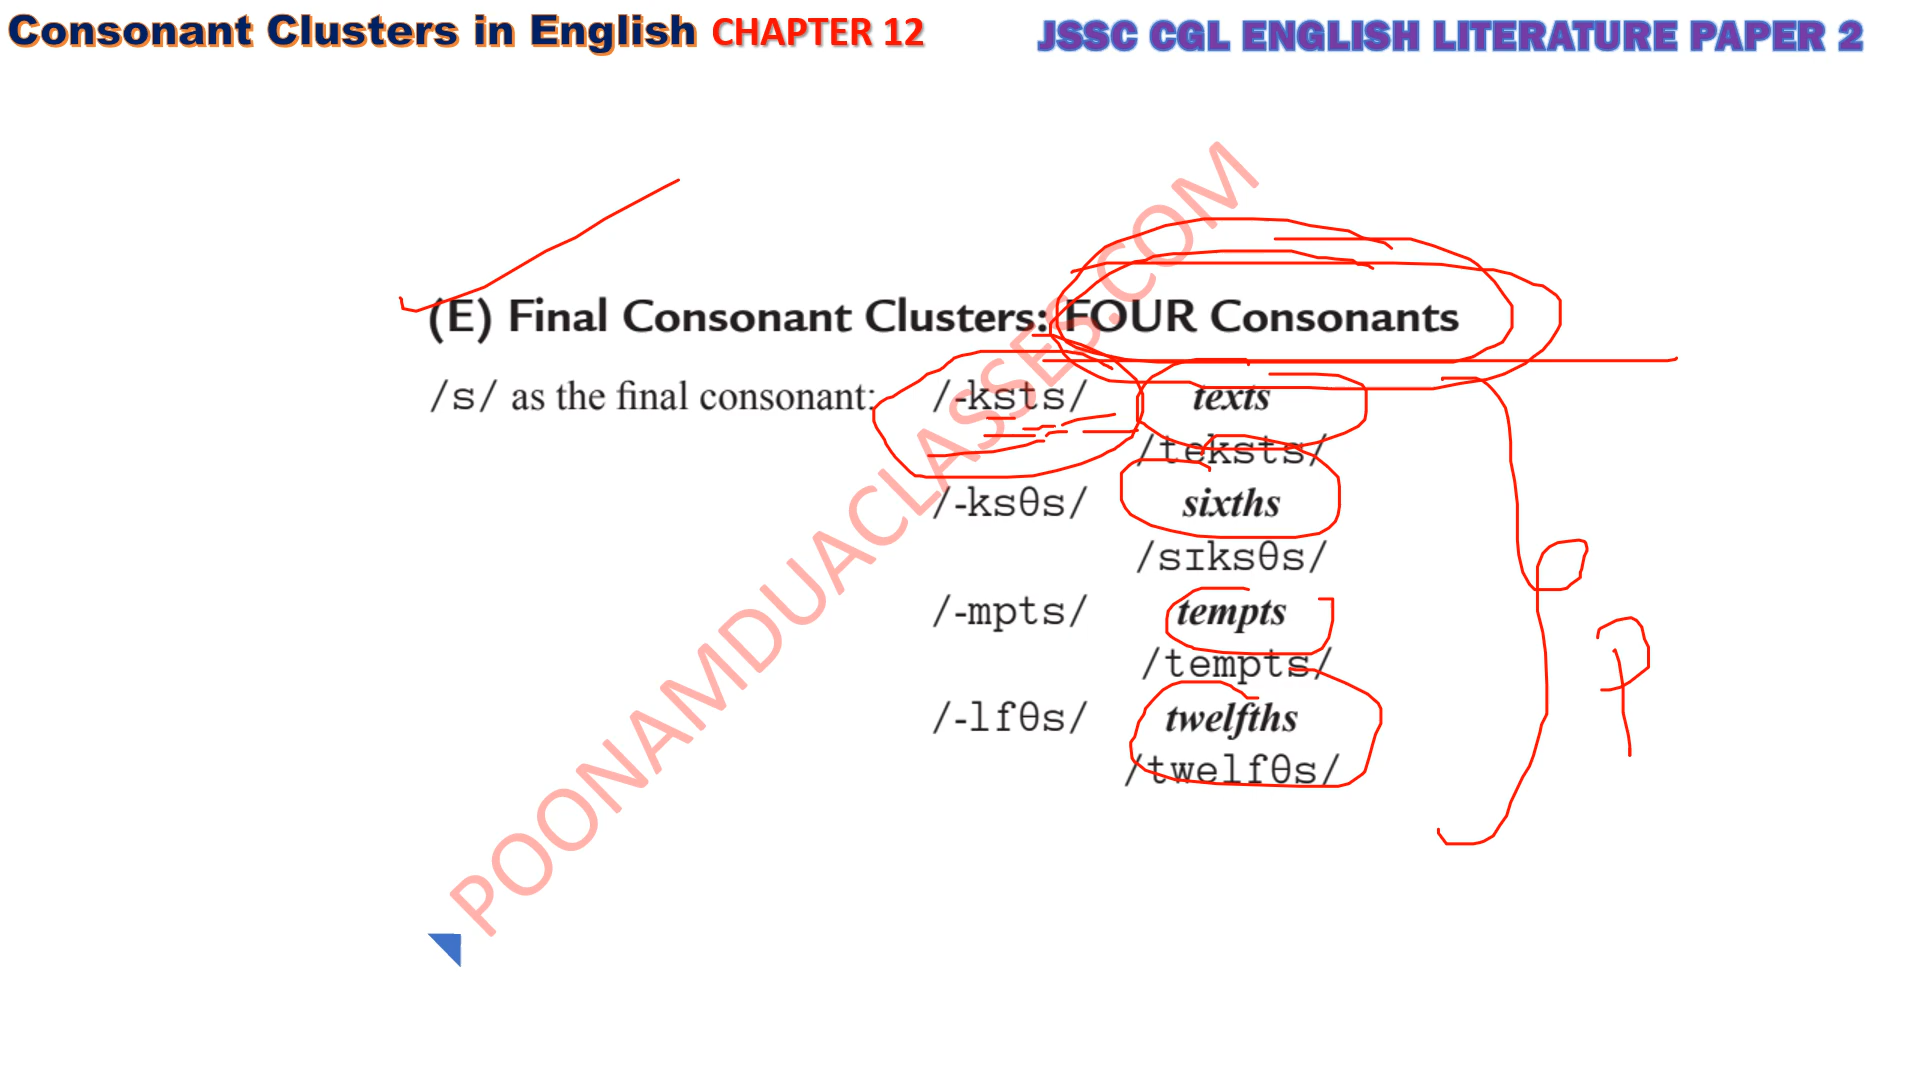 Consonant Clusters in English CHAPTER 12
JSSC CGL ENGLISH LITERATURE PAPER 2
(E) Final Consonant Clusters: FOUR Consonants
/s/ as the final consonant: /-ksts/ texts
/teksts/
/-ksθs/ sixths
/sɪksθs/
/-mpts/ tempts
/tempts/
/-lfθs/ twelfths
/twelfθs/
POONAMDUACLASSES.COM
P